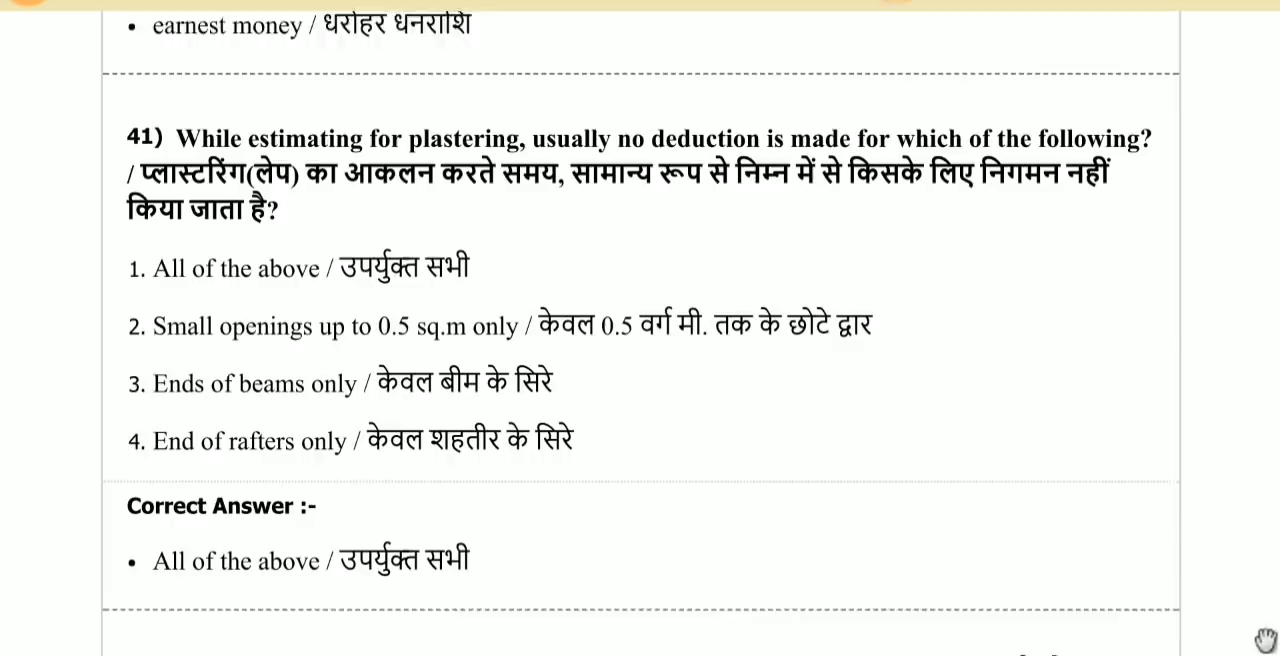 • earnest money / धरोहर धनराशि
41) While estimating for plastering, usually no deduction is made for which of the following?
/ प्लास्टरिंग(लेप) का आकलन करते समय, सामान्य रूप से निम्न में से किसके लिए निगमन नहीं
किया जाता है?
1. All of the above / उपर्युक्त सभी
2. Small openings up to 0.5 sq.m only / केवल 0.5 वर्ग मी. तक के छोटे द्वार
3. Ends of beams only / केवल बीम के सिरे
4. End of rafters only / केवल शहतीर के सिरे
Correct Answer :-
• All of the above / उपर्युक्त सभी